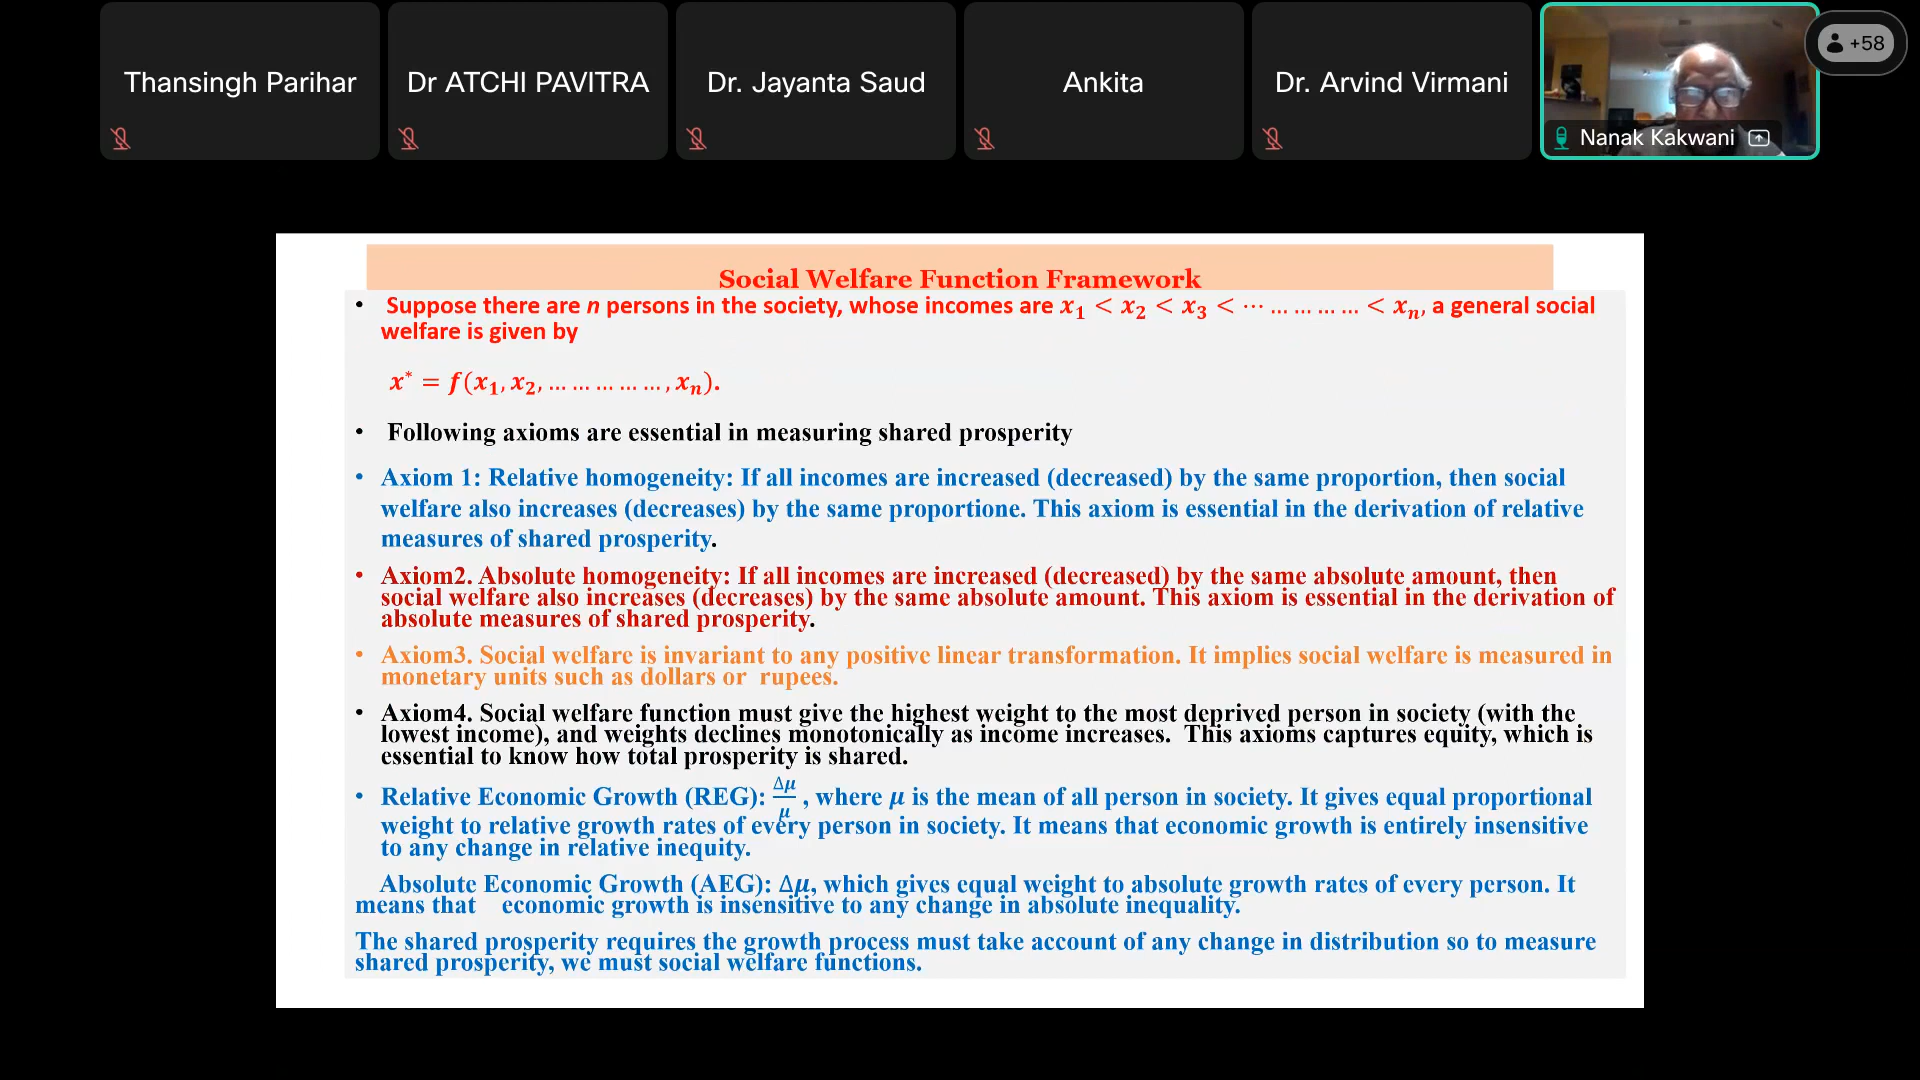 Thansingh Parihar
Dr ATCHI PAVITRA
Dr. Jayanta Saud
Ankita
Dr. Arvind Virmani
Nanak Kakwani
+58
Social Welfare Function Framework
• Suppose there are n persons in the society, whose incomes are x₁ < x₂ < x₃ < ⋯ … … … … < xₙ, a general social
welfare is given by
x* = f(x₁, x₂, … … … … … , xₙ).
• Following axioms are essential in measuring shared prosperity
• Axiom 1: Relative homogeneity: If all incomes are increased (decreased) by the same proportion, then social
welfare also increases (decreases) by the same proportione. This axiom is essential in the derivation of relative
measures of shared prosperity.
• Axiom2. Absolute homogeneity: If all incomes are increased (decreased) by the same absolute amount, then
social welfare also increases (decreases) by the same absolute amount. This axiom is essential in the derivation of
absolute measures of shared prosperity.
• Axiom3. Social welfare is invariant to any positive linear transformation. It implies social welfare is measured in
monetary units such as dollars or rupees.
• Axiom4. Social welfare function must give the highest weight to the most deprived person in society (with the
lowest income), and weights declines monotonically as income increases. This axioms captures equity, which is
essential to know how total prosperity is shared.
• Relative Economic Growth (REG): Δμ/μ , where μ is the mean of all person in society. It gives equal proportional
weight to relative growth rates of every person in society. It means that economic growth is entirely insensitive
to any change in relative inequity.
Absolute Economic Growth (AEG): Δμ, which gives equal weight to absolute growth rates of every person. It
means that economic growth is insensitive to any change in absolute inequality.
The shared prosperity requires the growth process must take account of any change in distribution so to measure
shared prosperity, we must social welfare functions.